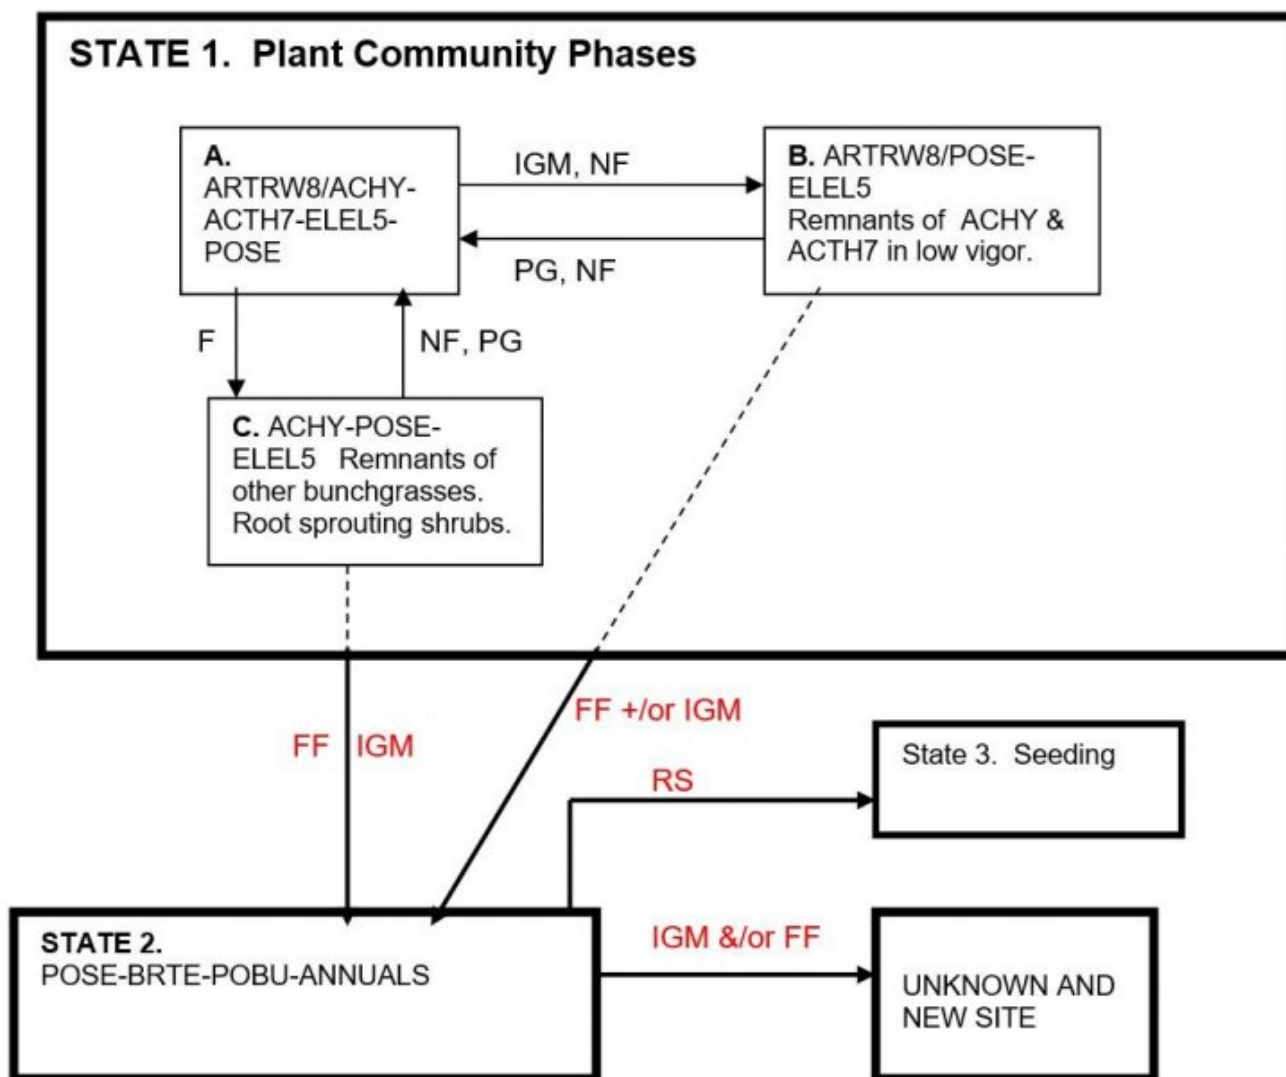 STATE 1.  Plant Community Phases
A.
ARTRW8/ACHY-
ACTH7-ELEL5-
POSE
IGM, NF
B. ARTRW8/POSE-
ELEL5
Remnants of  ACHY &
ACTH7 in low vigor.
PG, NF
F
NF, PG
C. ACHY-POSE-
ELEL5   Remnants of
other bunchgrasses.
Root sprouting shrubs.
FF
IGM
FF +/or IGM
RS
State 3.  Seeding
STATE 2.
POSE-BRTE-POBU-ANNUALS
IGM &/or FF
UNKNOWN AND
NEW SITE